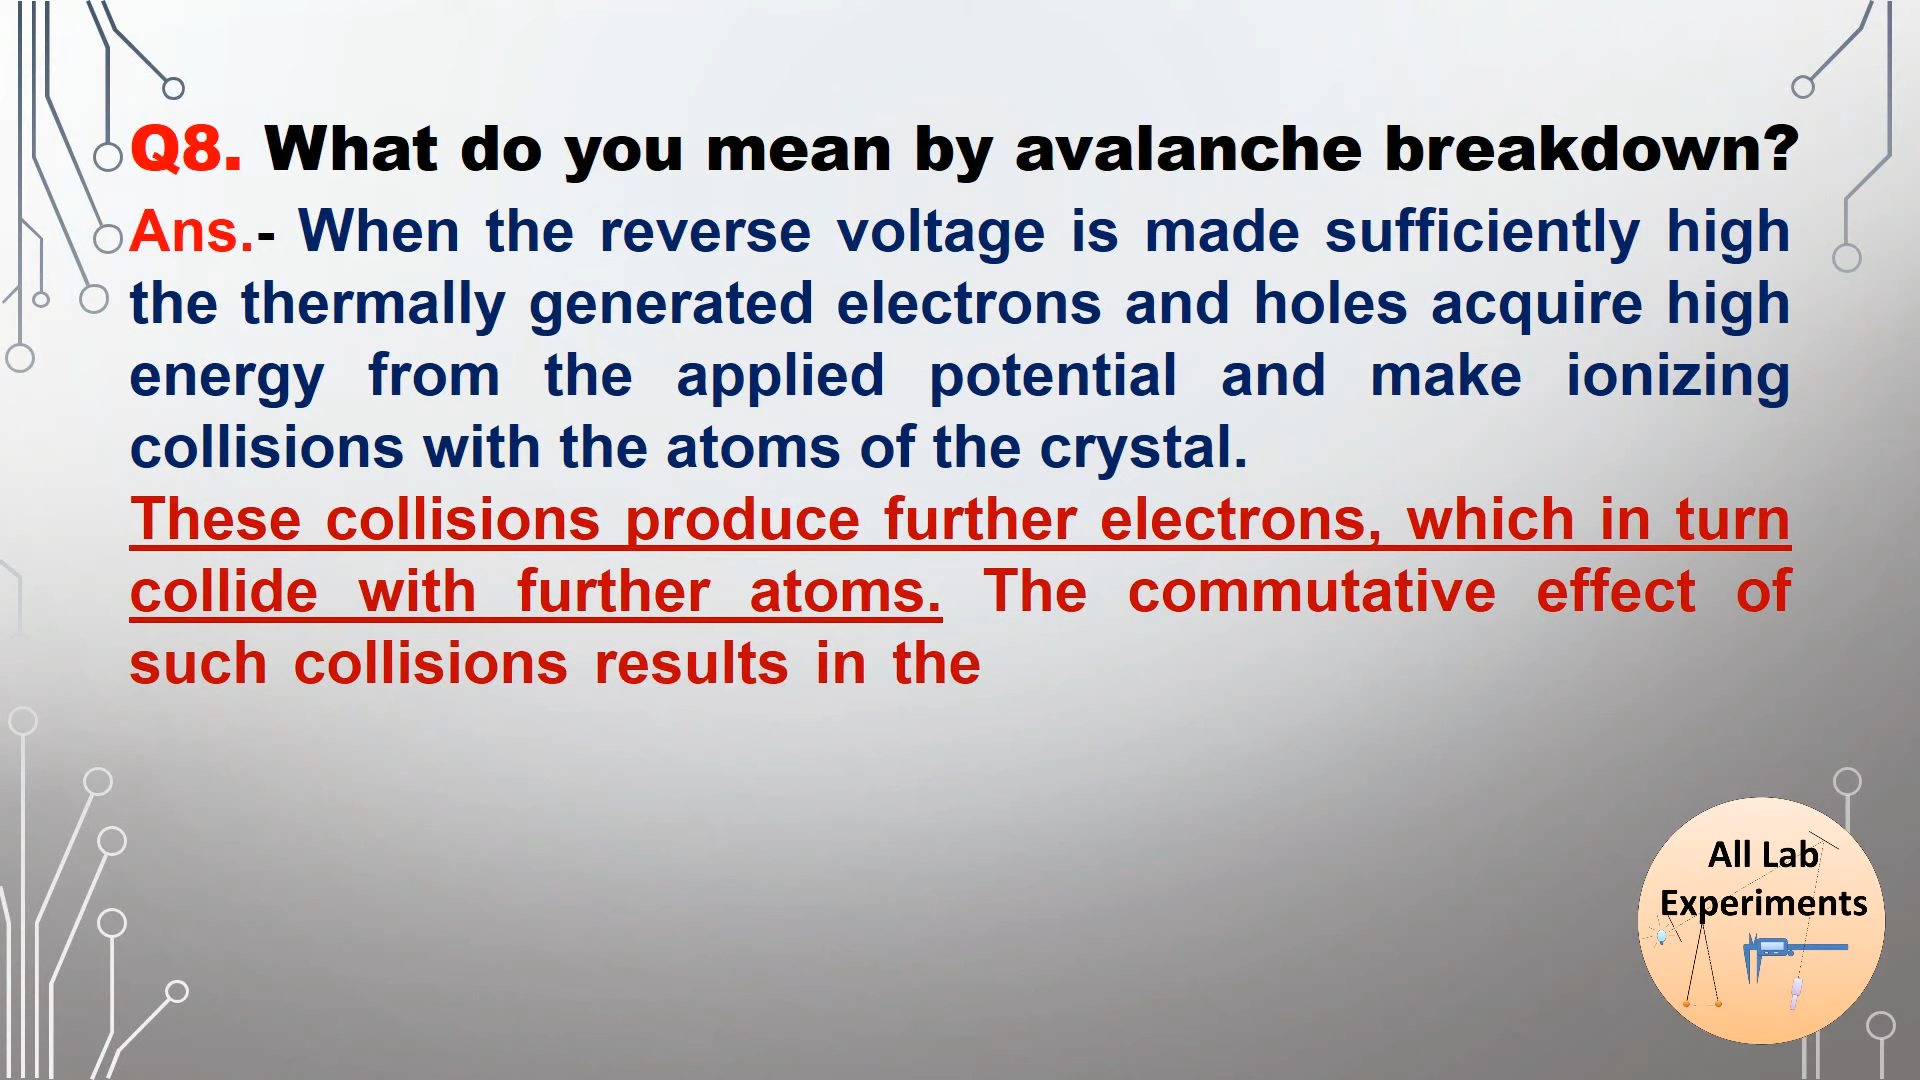 Q8. What do you mean by avalanche breakdown?
Ans.- When the reverse voltage is made sufficiently high
the thermally generated electrons and holes acquire high
energy from the applied potential and make ionizing
collisions with the atoms of the crystal.
These collisions produce further electrons, which in turn
collide with further atoms. The commutative effect of
such collisions results in the
All Lab
Experiments